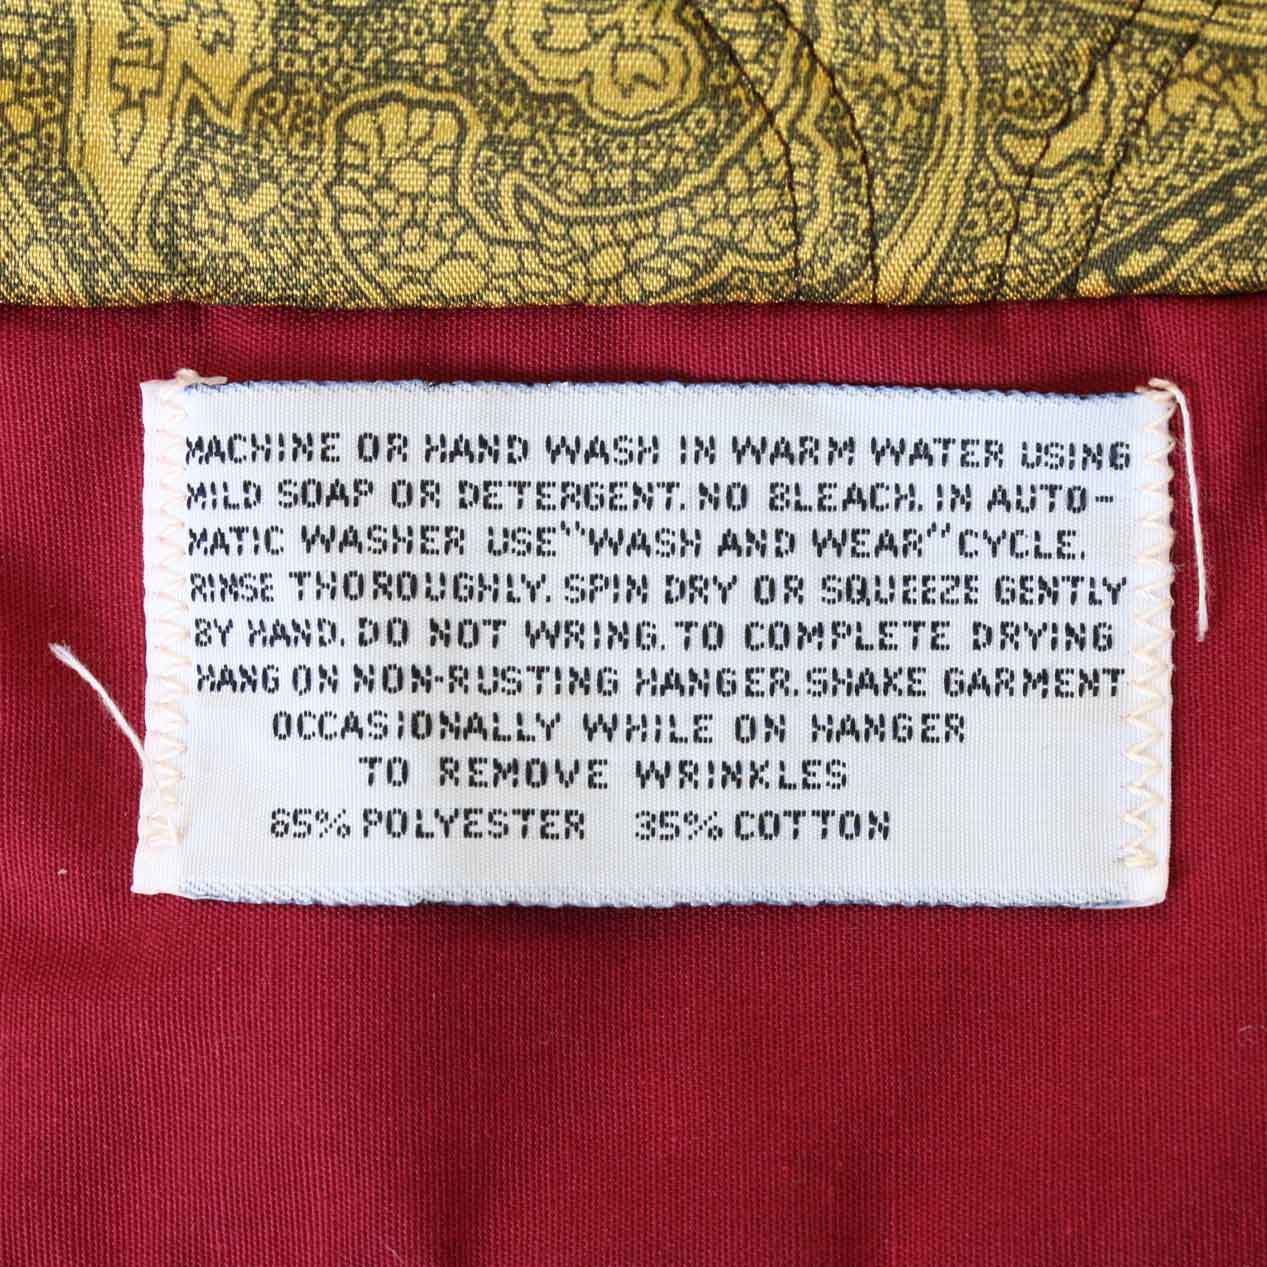 MACHINE OR HAND WASH IN WARM WATER USING
MILD SOAP OR DETERGENT. NO BLEACH. IN AUTO-
MATIC WASHER USE "WASH AND WEAR" CYCLE.
RINSE THOROUGHLY. SPIN DRY OR SQUEEZE GENTLY
BY HAND. DO NOT WRING. TO COMPLETE DRYING
HANG ON NON-RUSTING HANGER. SHAKE GARMENT
OCCASIONALLY WHILE ON HANGER
TO REMOVE WRINKLES
65% POLYESTER 35% COTTON